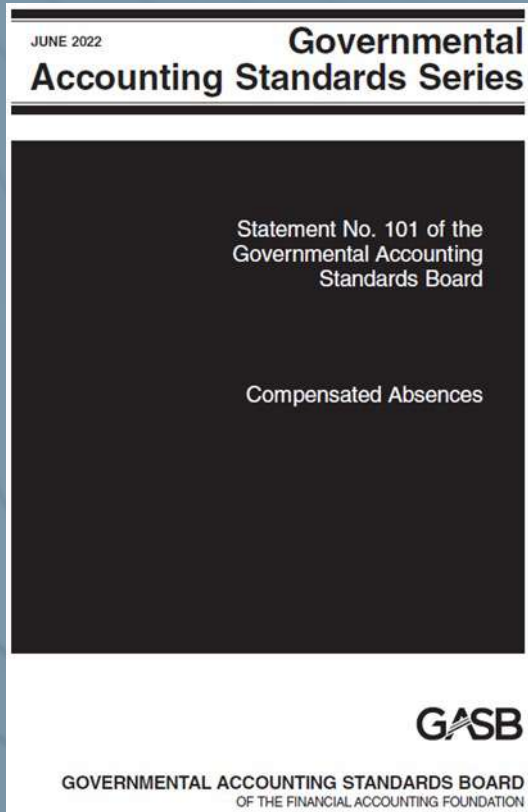 JUNE 2022
Governmental
Accounting Standards Series
Statement No. 101 of the
Governmental Accounting
Standards Board
Compensated Absences
GASB
GOVERNMENTAL ACCOUNTING STANDARDS BOARD
OF THE FINANCIAL ACCOUNTING FOUNDATION